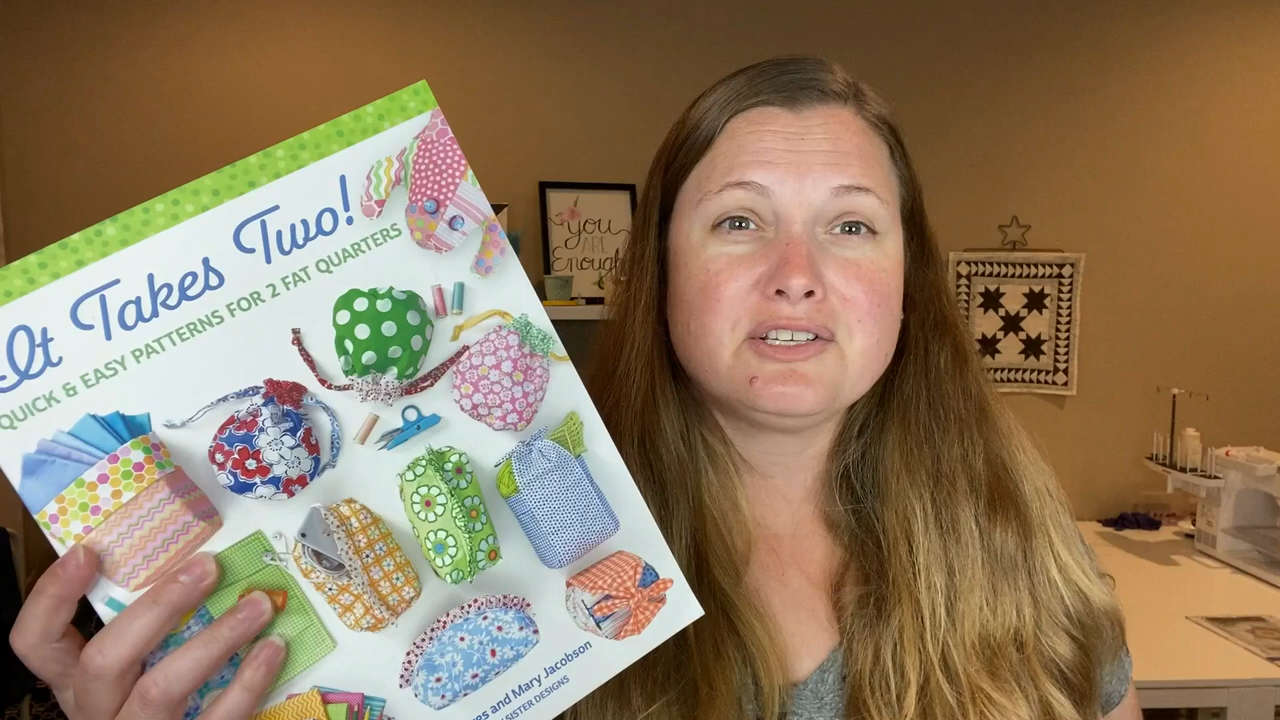 It Takes Two!
QUICK & EASY PATTERNS FOR 2 FAT QUARTERS
and Mary Jacobson
SISTER DESIGNS
you
ARE
Enough